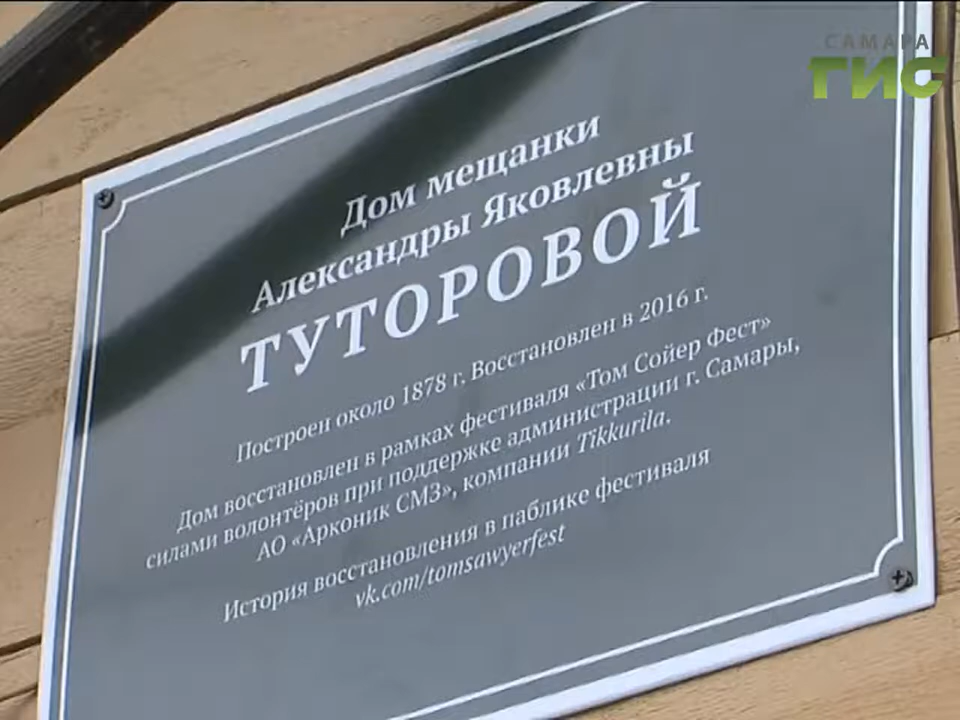 САМАРА
ГИС
Дом мещанки
Александры Яковлевны
ТУТОРОВОЙ
Построен около 1878 г. Восстановлен в 2016 г.
Дом восстановлен в рамках фестиваля «Том Сойер Фест»
силами волонтёров при поддержке администрации г. Самары,
АО «Арконик СМЗ», компании Tikkurila.
История восстановления в паблике фестиваля
vk.com/tomsawyerfest